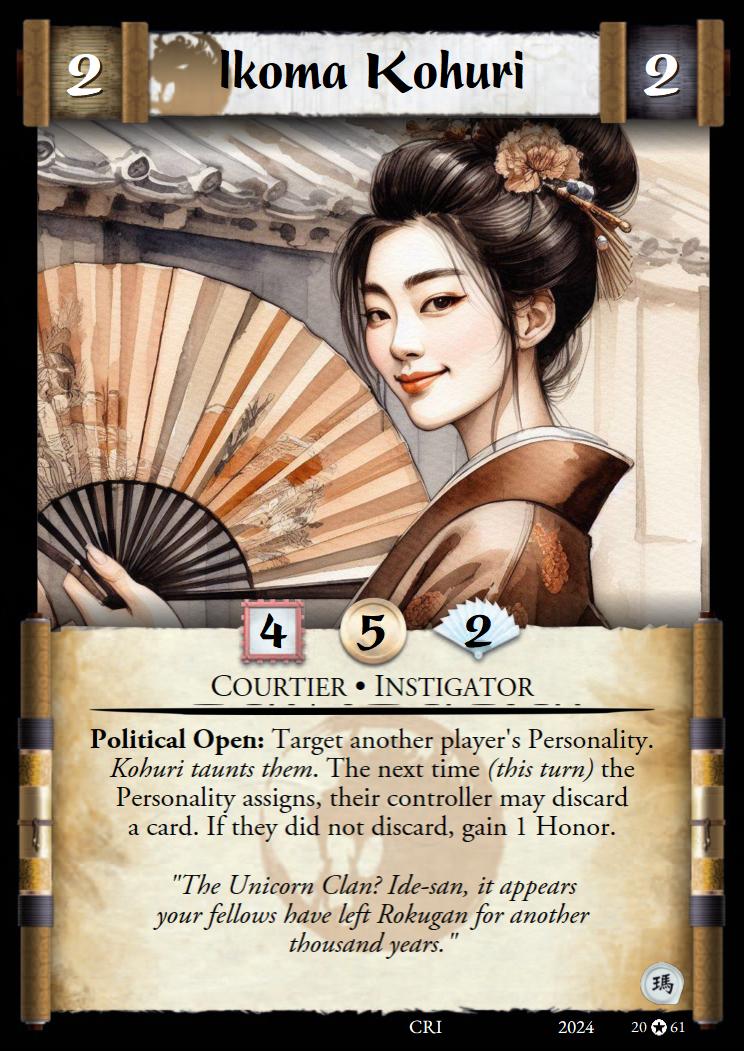 2 Ikoma Kohuri 2
4 5 2
Courtier • Instigator
Political Open: Target another player's Personality.
Kohuri taunts them. The next time (this turn) the
Personality assigns, their controller may discard
a card. If they did not discard, gain 1 Honor.
"The Unicorn Clan? Ide-san, it appears
your fellows have left Rokugan for another
thousand years."
瑪
CRI 2024 20 ✪ 61